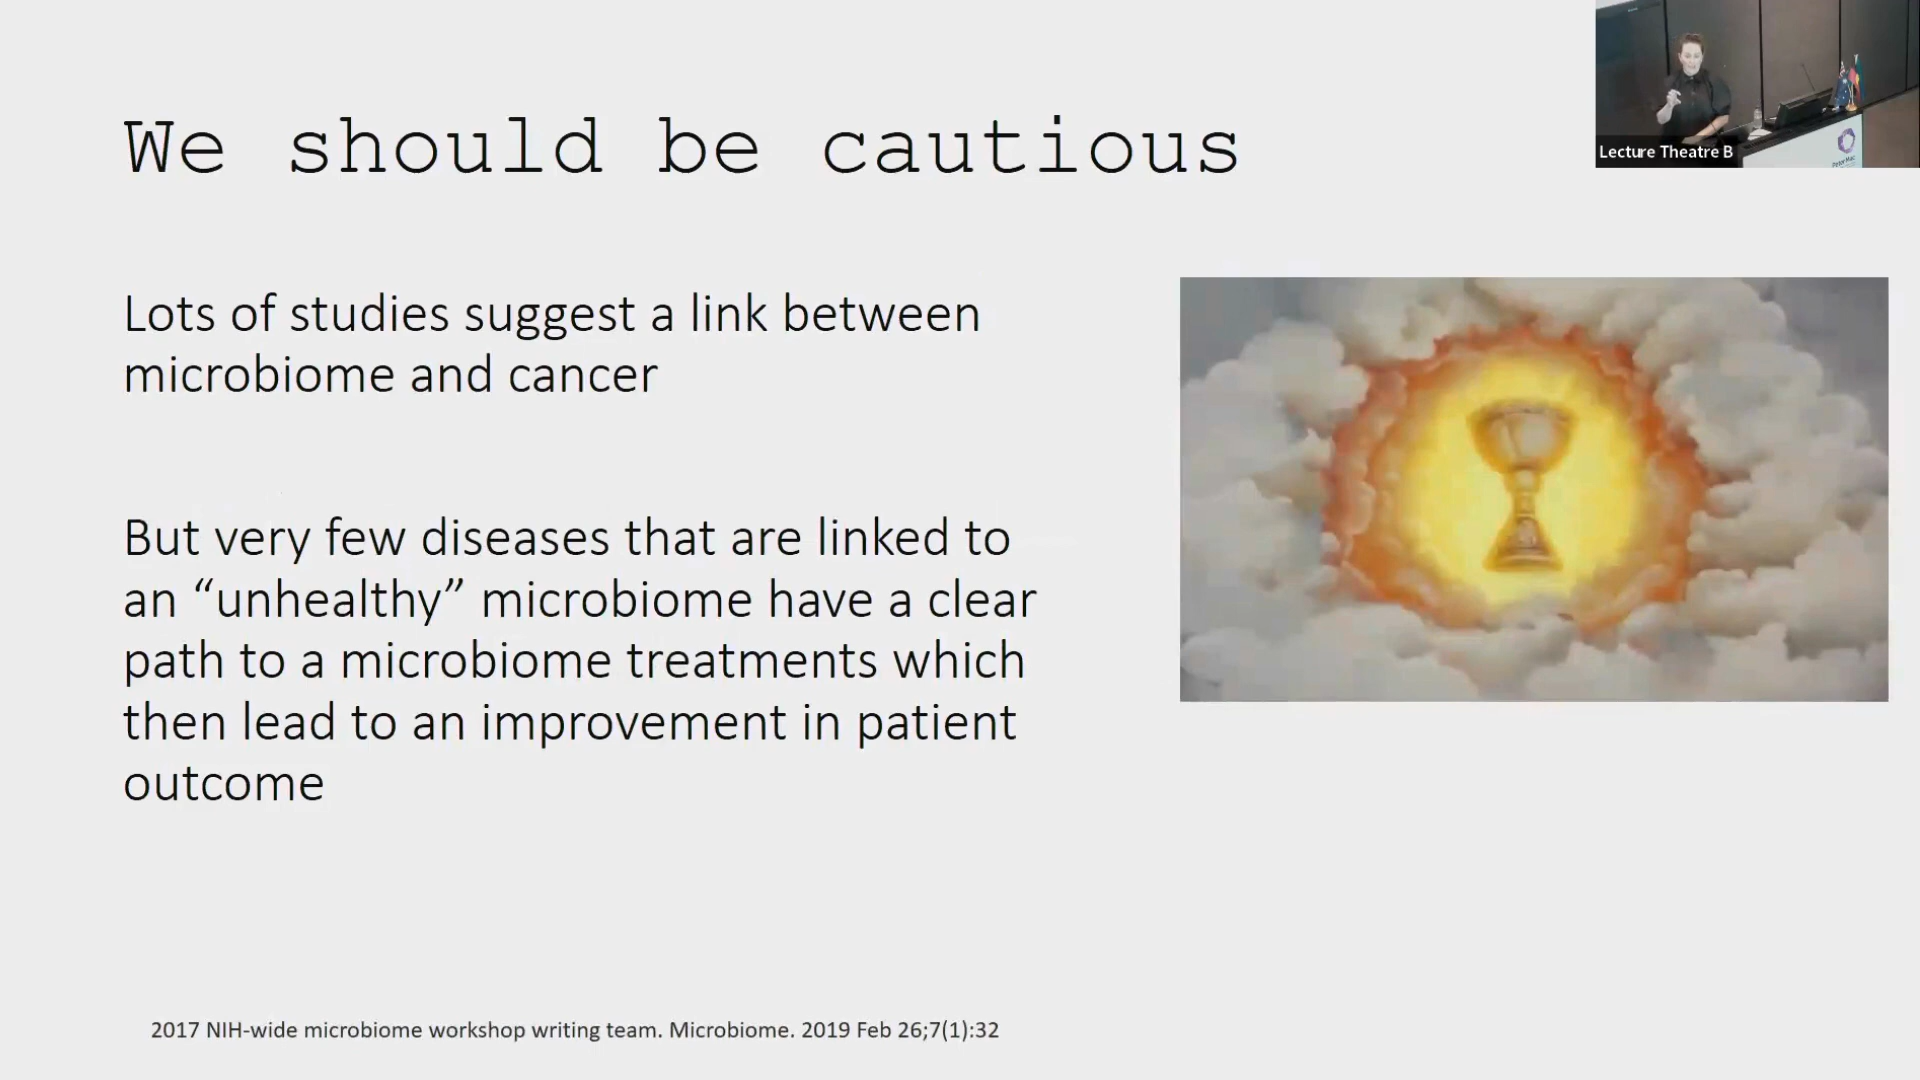 We should be cautious
Lecture Theatre B
Lots of studies suggest a link between
microbiome and cancer
But very few diseases that are linked to
an “unhealthy” microbiome have a clear
path to a microbiome treatments which
then lead to an improvement in patient
outcome
2017 NIH-wide microbiome workshop writing team. Microbiome. 2019 Feb 26;7(1):32